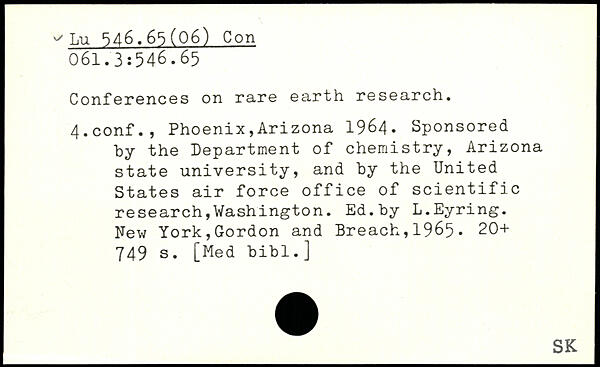 Lu 546.65(06) Con
061.3:546.65
Conferences on rare earth research.
4.conf., Phoenix,Arizona 1964. Sponsored
by the Department of chemistry, Arizona
state university, and by the United
States air force office of scientific
research,Washington. Ed.by L.Eyring.
New York,Gordon and Breach,1965. 20+
749 s. [Med bibl.]
SK